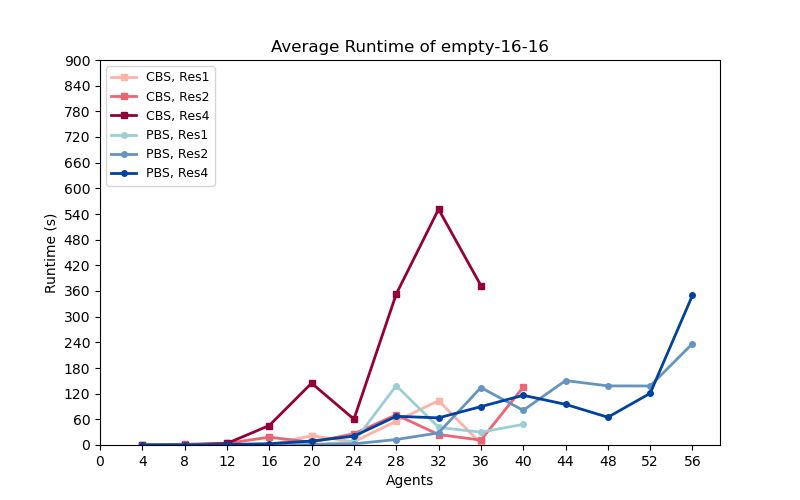 Average Runtime of empty-16-16
900
840
780
720
660
600
540
480
420
360
300
240
180
120
60
0
Runtime (s)
CBS, Res1
CBS, Res2
CBS, Res4
PBS, Res1
PBS, Res2
PBS, Res4
0 4 8 12 16 20 24 28 32 36 40 44 48 52 56
Agents